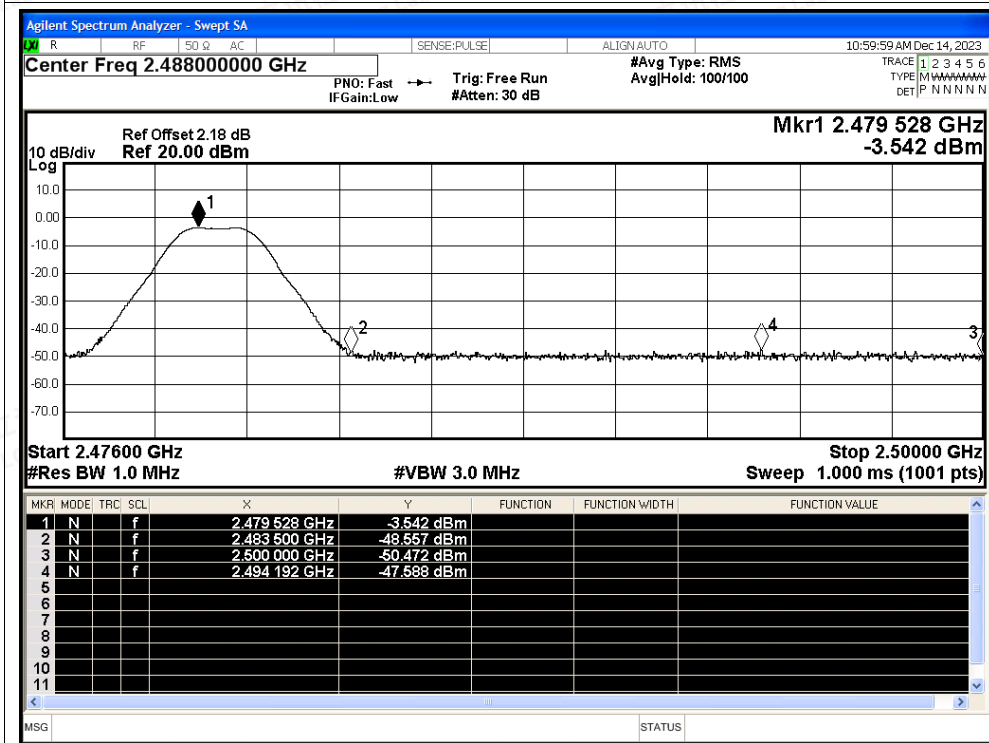 Agilent Spectrum Analyzer - Swept SA
LXI R RF 50 Ω AC SENSE:PULSE ALIGN AUTO 10:59:59 AM Dec 14, 2023
Center Freq 2.488000000 GHz
PNO: Fast
IFGain:Low
Trig: Free Run
#Atten: 30 dB
#Avg Type: RMS
Avg|Hold: 100/100
TRACE 1 2 3 4 5 6
TYPE M
DET P N N N N N
Mkr1 2.479 528 GHz
-3.542 dBm
Ref Offset 2.18 dB
10 dB/div Ref 20.00 dBm
Log
10.0
0.00
-10.0
-20.0
-30.0
-40.0
-50.0
-60.0
-70.0
1
2
4
3
Start 2.47600 GHz Stop 2.50000 GHz
#Res BW 1.0 MHz #VBW 3.0 MHz Sweep 1.000 ms (1001 pts)
MKR MODE TRC SCL X Y FUNCTION FUNCTION WIDTH FUNCTION VALUE
1 N f 2.479 528 GHz -3.542 dBm
2 N f 2.483 500 GHz -48.557 dBm
3 N f 2.500 000 GHz -50.472 dBm
4 N f 2.494 192 GHz -47.588 dBm
5
6
7
8
9
10
11
MSG STATUS